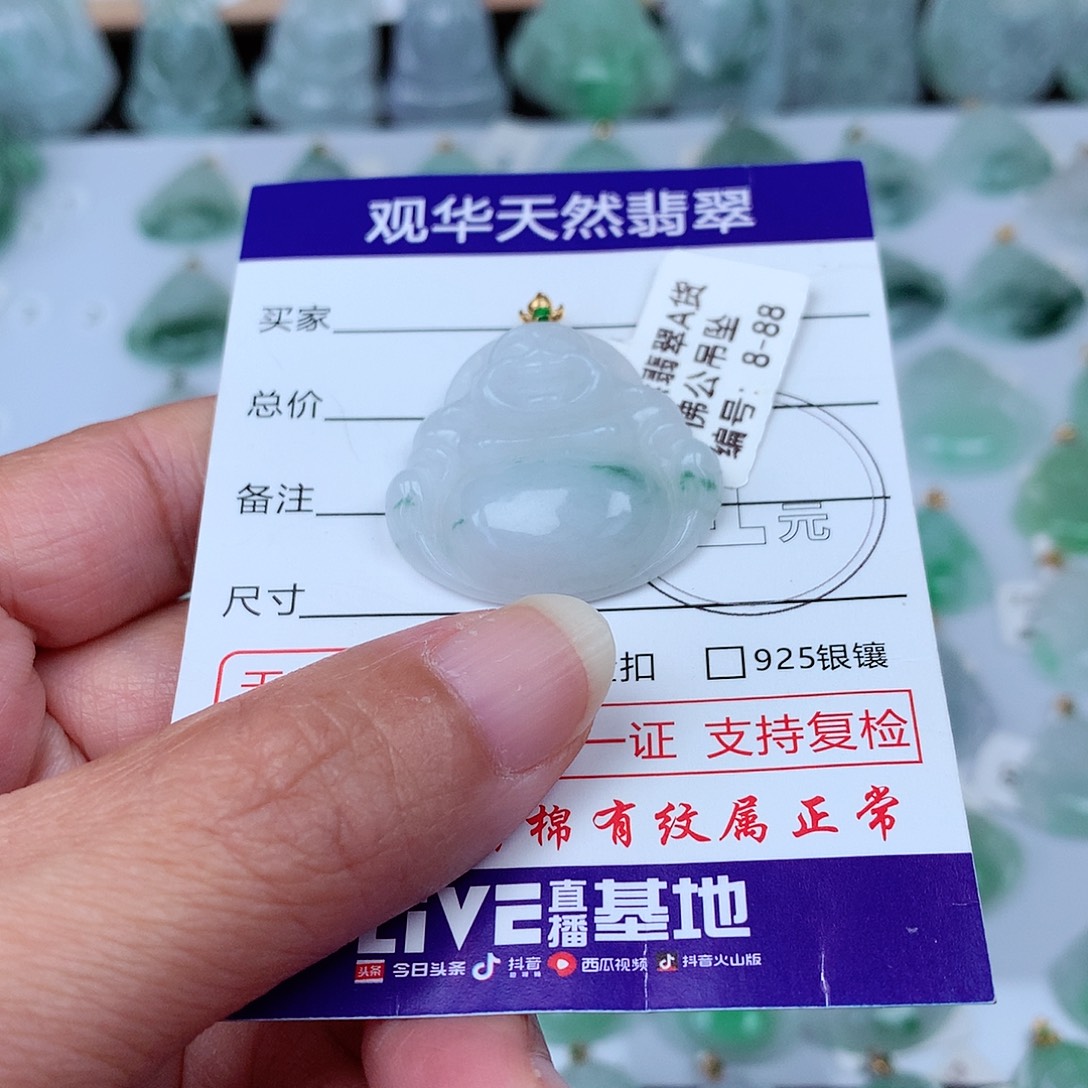 观华天然翡翠
买家
翡翠A货
佛公吊坠
编号: 8-88
总价
备注
元
尺寸
扣 925银镶
一证 支持复检
棉有纹属正常
LIVE直播基地
头条 今日头条 抖音 西瓜视频 抖音火山版